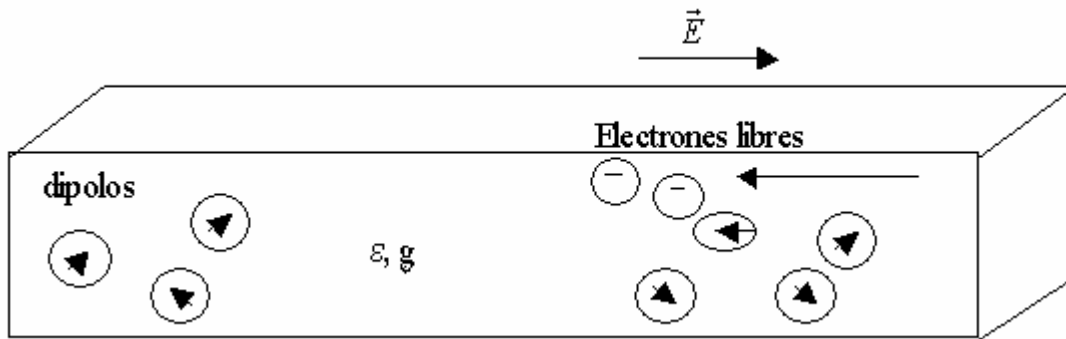 E
Electrones libres
dipolos
ε, g
− −